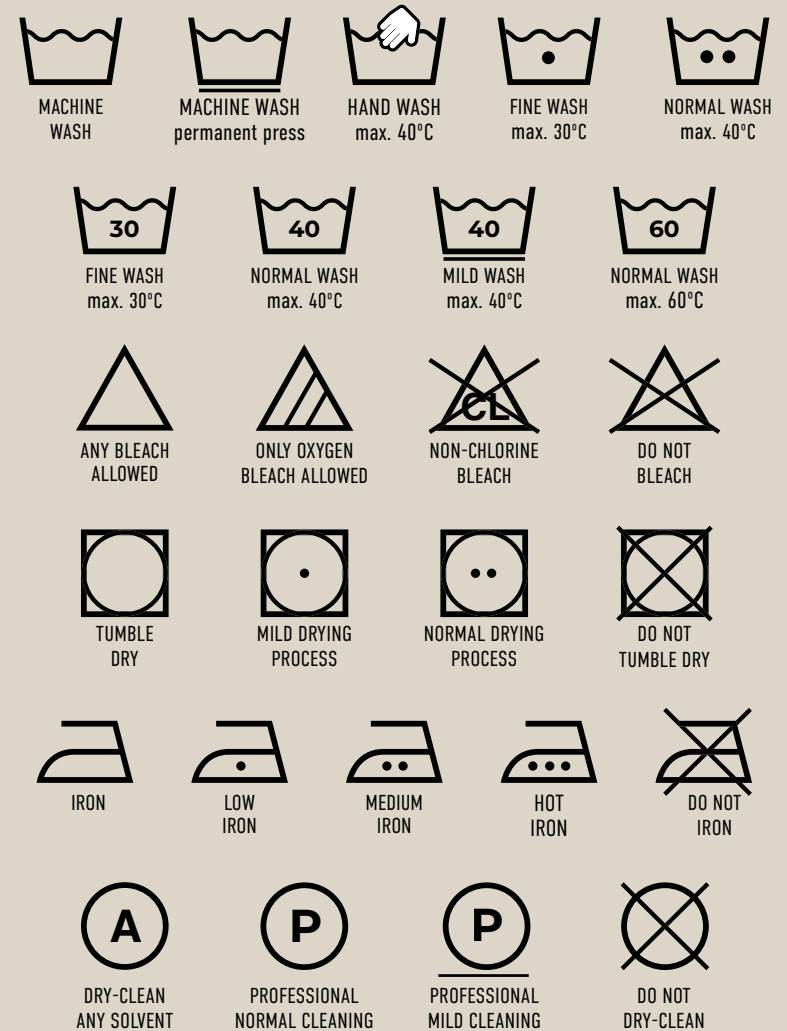 MACHINE
WASH
MACHINE WASH
permanent press
HAND WASH
max. 40°C
FINE WASH
max. 30°C
NORMAL WASH
max. 40°C
30
FINE WASH
max. 30°C
40
NORMAL WASH
max. 40°C
40
MILD WASH
max. 40°C
60
NORMAL WASH
max. 60°C
ANY BLEACH
ALLOWED
ONLY OXYGEN
BLEACH ALLOWED
CL
NON-CHLORINE
BLEACH
DO NOT
BLEACH
TUMBLE
DRY
MILD DRYING
PROCESS
NORMAL DRYING
PROCESS
DO NOT
TUMBLE DRY
IRON
LOW
IRON
MEDIUM
IRON
HOT
IRON
DO NOT
IRON
A
DRY-CLEAN
ANY SOLVENT
P
PROFESSIONAL
NORMAL CLEANING
P
PROFESSIONAL
MILD CLEANING
DO NOT
DRY-CLEAN